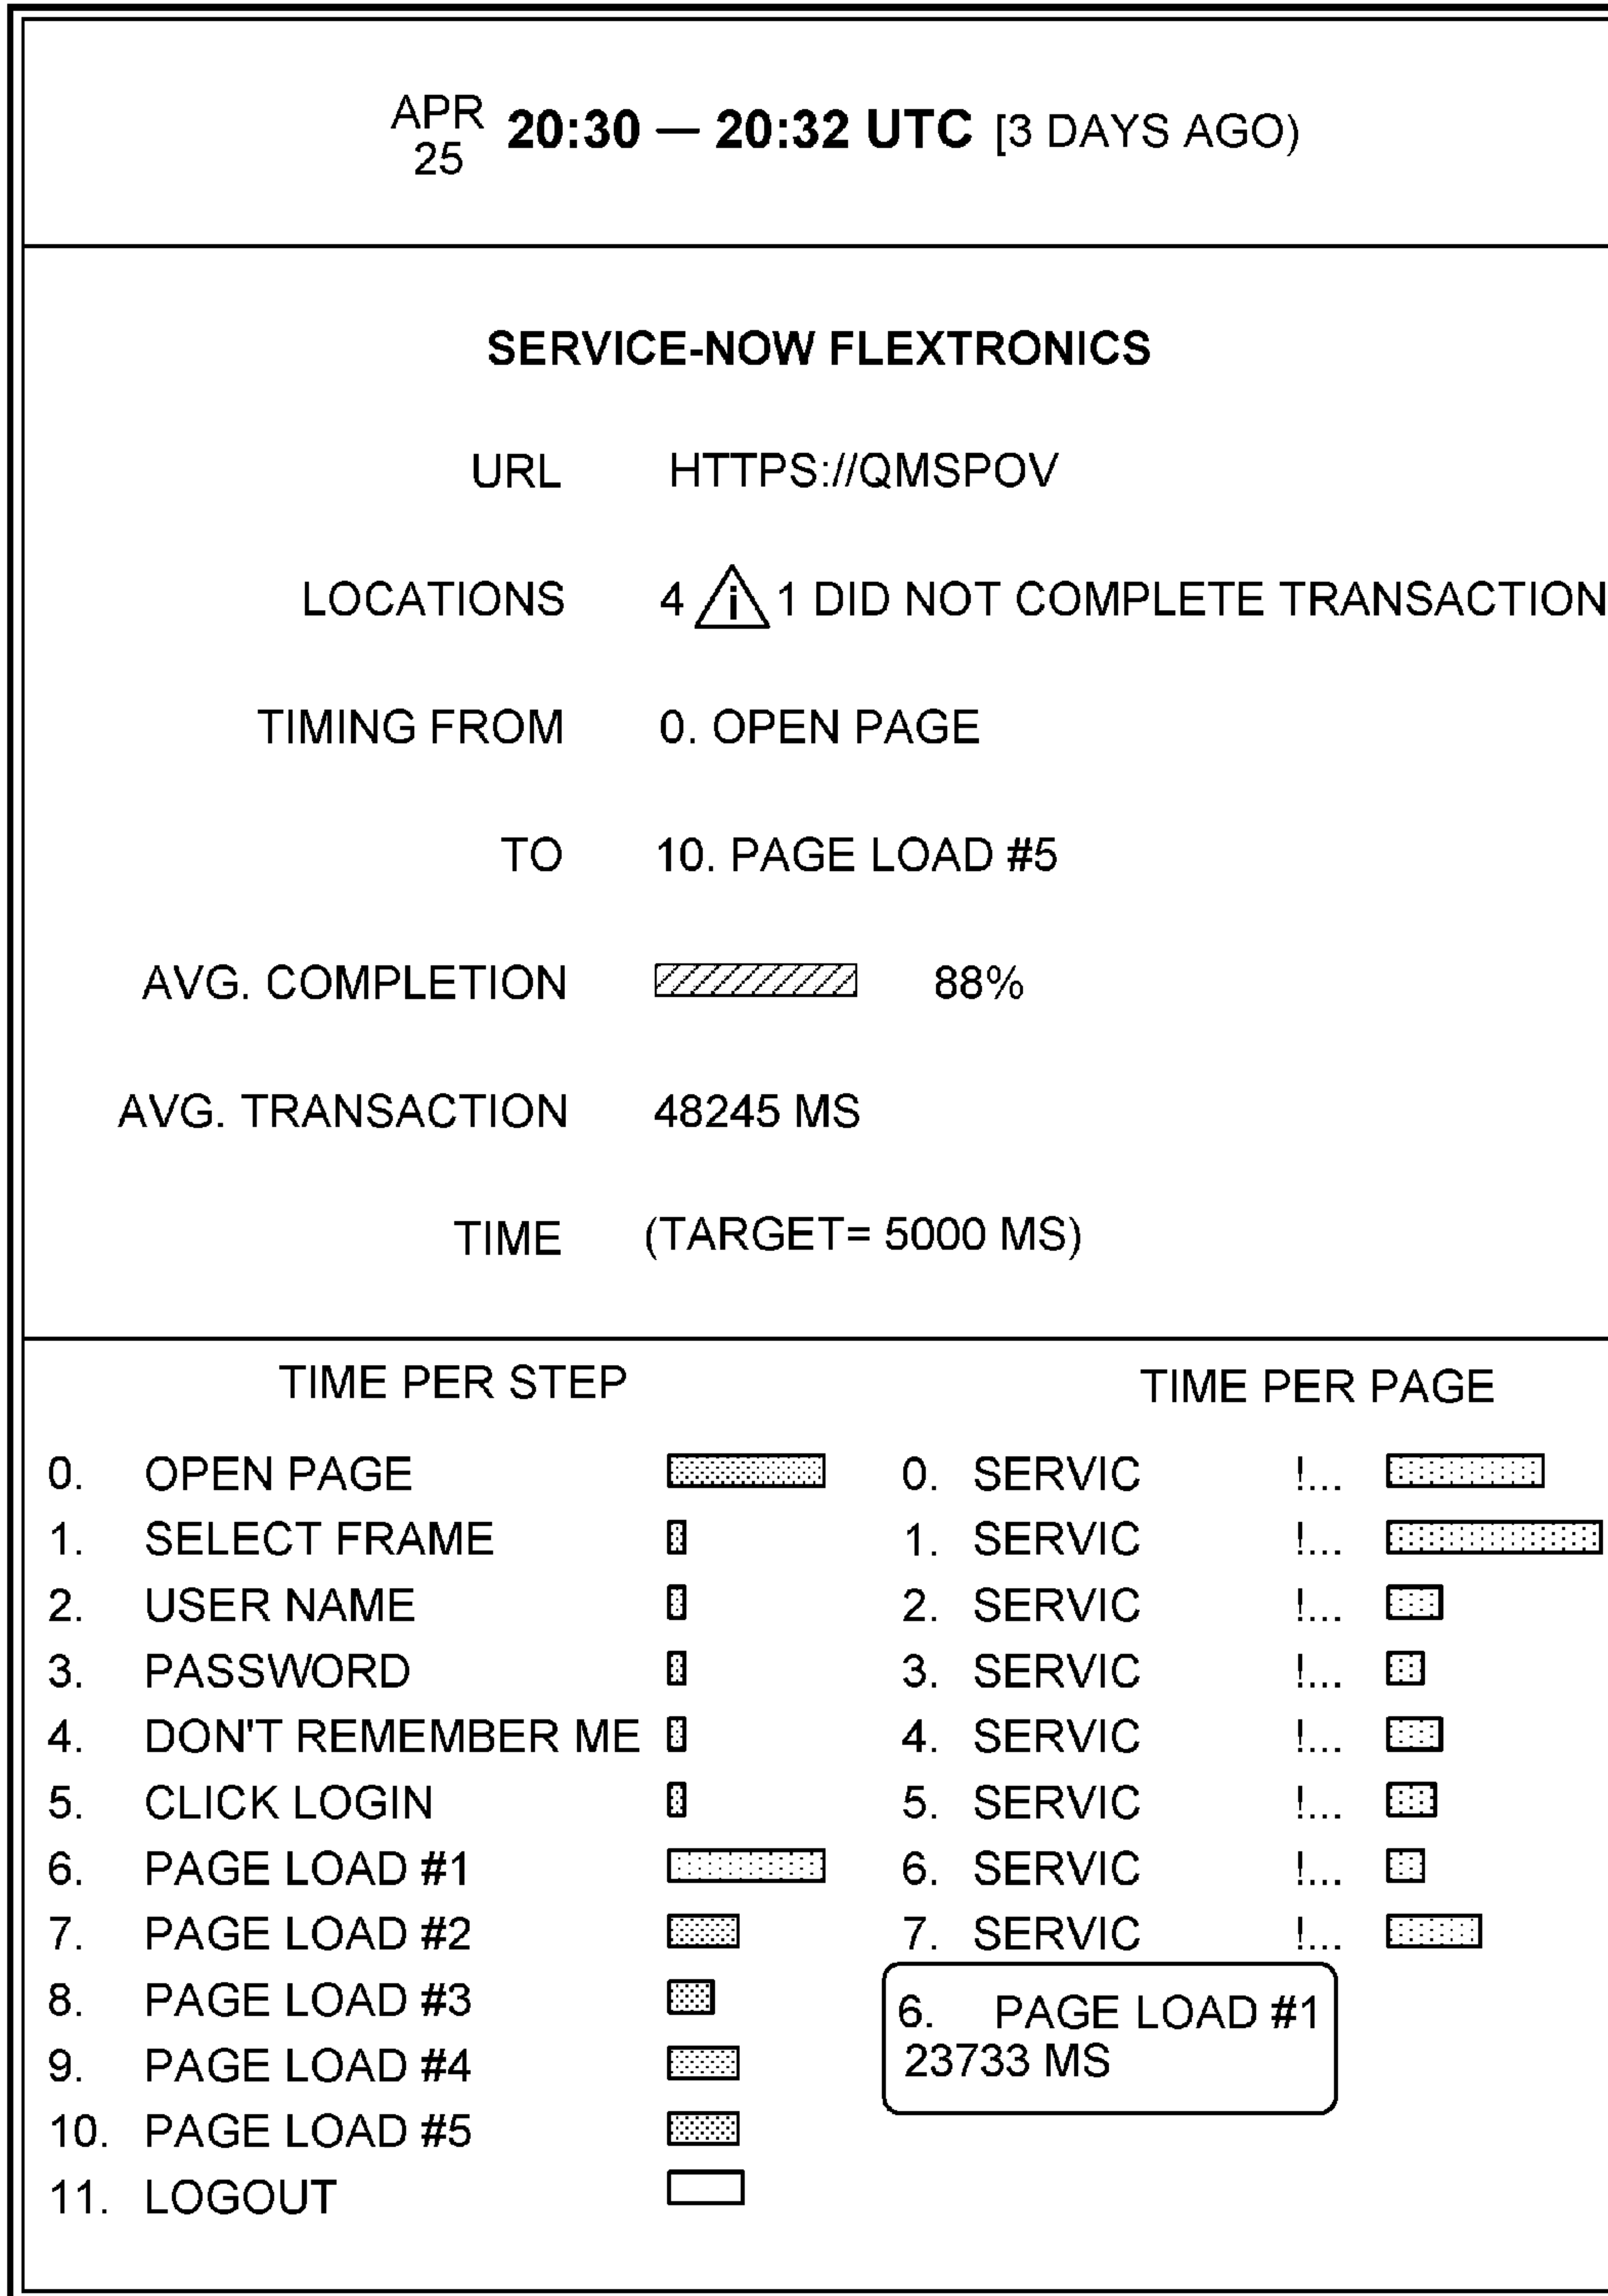 APR 25 20:30 — 20:32 UTC [3 DAYS AGO)
SERVICE-NOW FLEXTRONICS
URL HTTPS://QMSPOV
LOCATIONS 4 i 1 DID NOT COMPLETE TRANSACTION
TIMING FROM 0. OPEN PAGE
TO 10. PAGE LOAD #5
AVG. COMPLETION 88%
AVG. TRANSACTION 48245 MS
TIME (TARGET= 5000 MS)
TIME PER STEP
0. OPEN PAGE
1. SELECT FRAME
2. USER NAME
3. PASSWORD
4. DON'T REMEMBER ME
5. CLICK LOGIN
6. PAGE LOAD #1
7. PAGE LOAD #2
8. PAGE LOAD #3
9. PAGE LOAD #4
10. PAGE LOAD #5
11. LOGOUT
TIME PER PAGE
0. SERVIC !...
1. SERVIC !...
2. SERVIC !...
3. SERVIC !...
4. SERVIC !...
5. SERVIC !...
6. SERVIC !...
7. SERVIC !...
6. PAGE LOAD #1
23733 MS